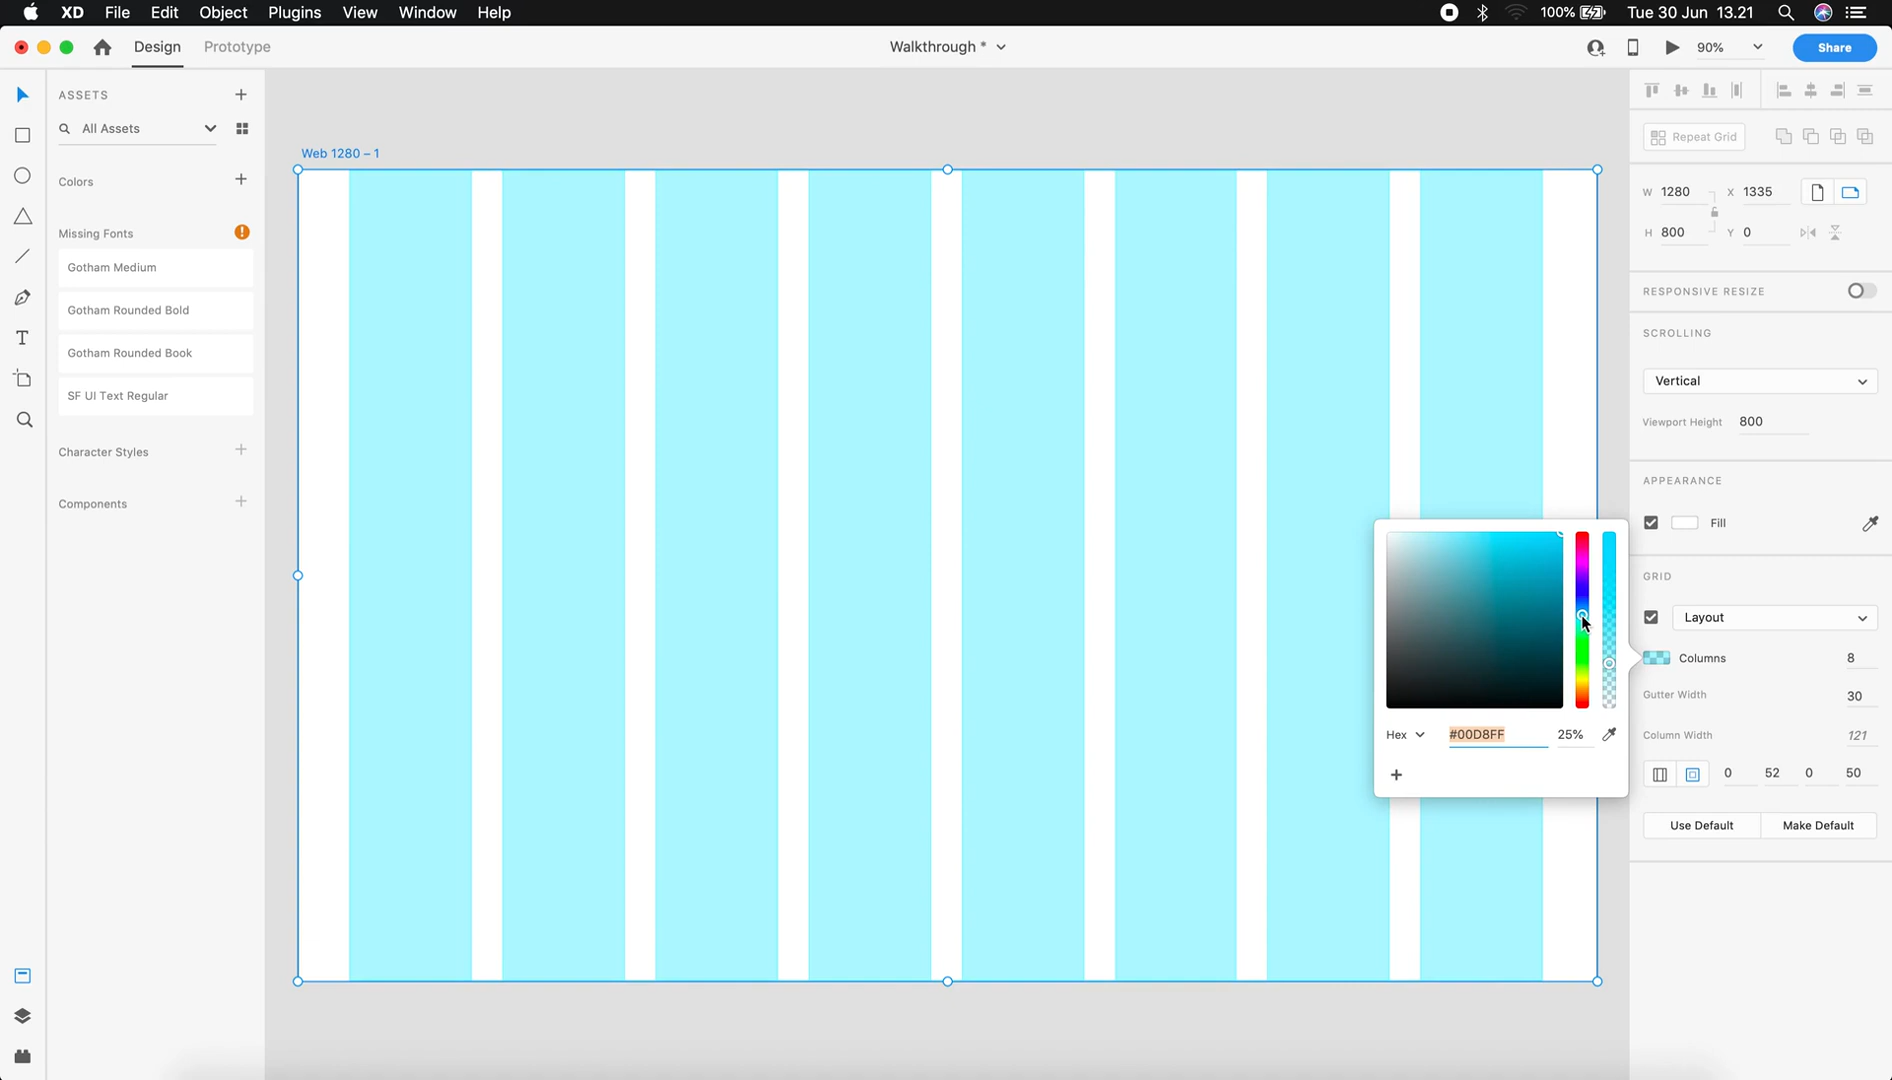 XD File Edit Object Plugins View Window Help 100% Tue 30 Jun 13.21
Design Prototype Walkthrough * 90% Share
ASSETS
All Assets
Colors
Missing Fonts
Gotham Medium
Gotham Rounded Bold
Gotham Rounded Book
SF UI Text Regular
Character Styles
Components
Web 1280 – 1
Hex #00D8FF 25%
Repeat Grid
W 1280 X 1335
H 800 Y 0
RESPONSIVE RESIZE
SCROLLING
Vertical
Viewport Height 800
APPEARANCE
Fill
GRID
Layout
Columns 8
Gutter Width 30
Column Width 121
0 52 0 50
Use Default Make Default